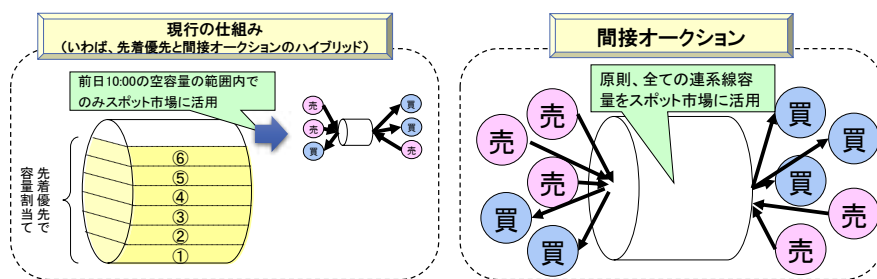 現行の仕組み
（いわば、先着優先と間接オークションのハイブリッド）
前日10:00の空容量の範囲内で
のみスポット市場に活用
売
売
買
買
買
売
先着優先で
容量割当て
⑥
⑤
④
③
②
①
間接オークション
原則、全ての連系線容
量をスポット市場に活用
売
売
売
買
買
買
買
買
売
売